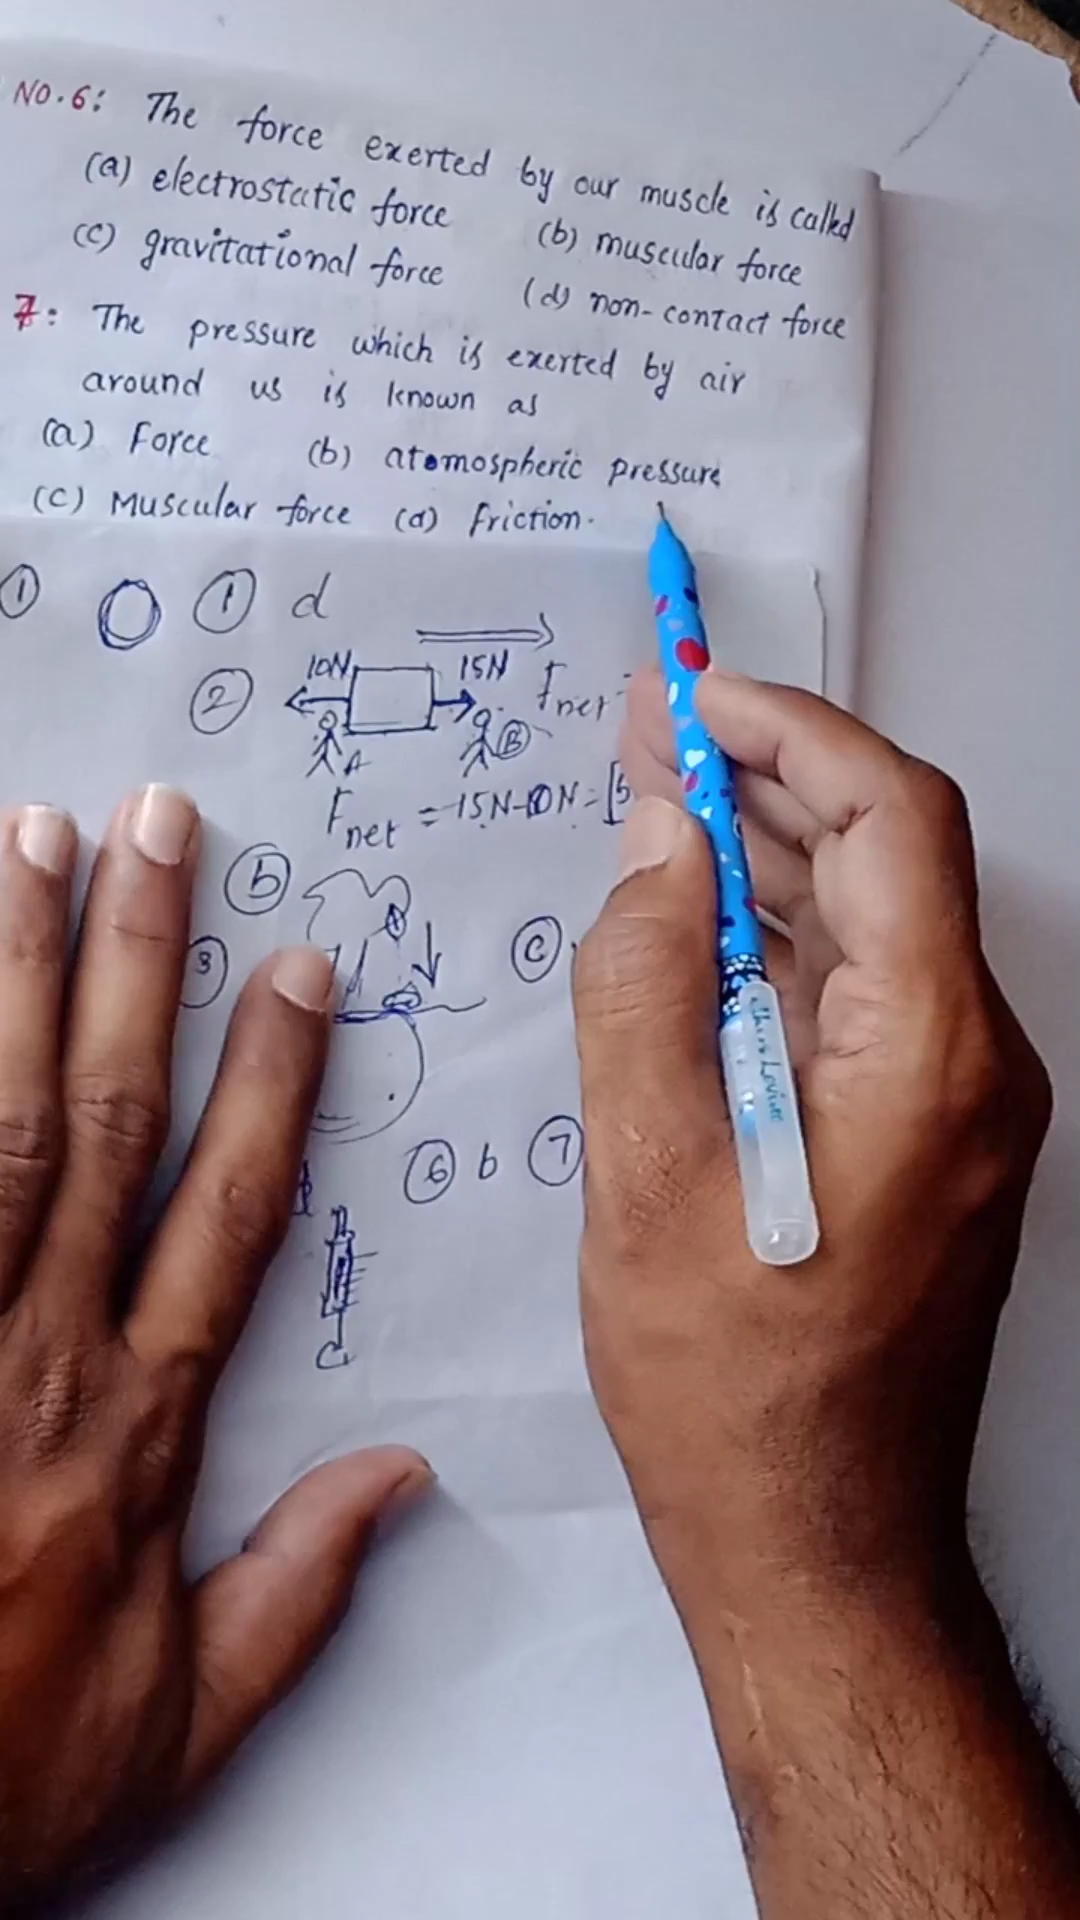 NO.6: The force exerted by our muscle is called
(a) electrostatic force (b) muscular force
(c) gravitational force (d) non-contact force
7: The pressure which is exerted by air
around us is known as
(a) Force (b) atomospheric pressure
(c) Muscular force (d) Friction.
① ① d
② 10N 15N Fnet
A B
Fnet = 15N-10N = [5
b
3 C
6 b 7